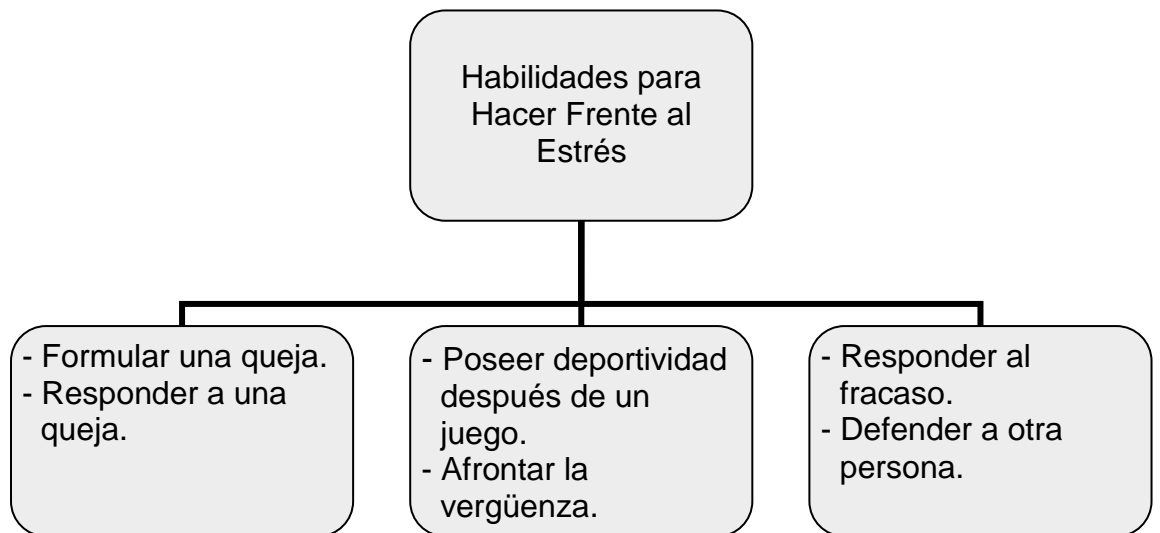 Habilidades para
Hacer Frente al
Estrés
- Formular una queja.
- Responder a una
queja.
- Poseer deportividad
después de un
juego.
- Afrontar la
vergüenza.
- Responder al
fracaso.
- Defender a otra
persona.